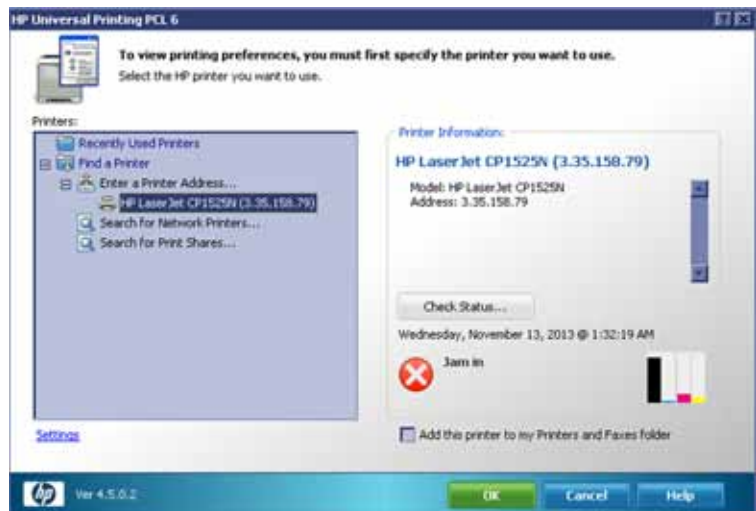 HP Universal Printing PCL 6
To view printing preferences, you must first specify the printer you want to use.
Select the HP printer you want to use.
Printers:
Recently Used Printers
Find a Printer
Enter a Printer Address...
HP LaserJet CP1525N (3.35.158.79)
Search for Network Printers...
Search for Print Shares...
Settings
Printer Information:
HP LaserJet CP1525N (3.35.158.79)
Model: HP LaserJet CP1525N
Address: 3.35.158.79
Check Status...
Wednesday, November 13, 2013 @ 1:32:19 AM
Jam in
Add this printer to my Printers and Faxes folder
hp Ver 4.5.0.2
OK Cancel Help